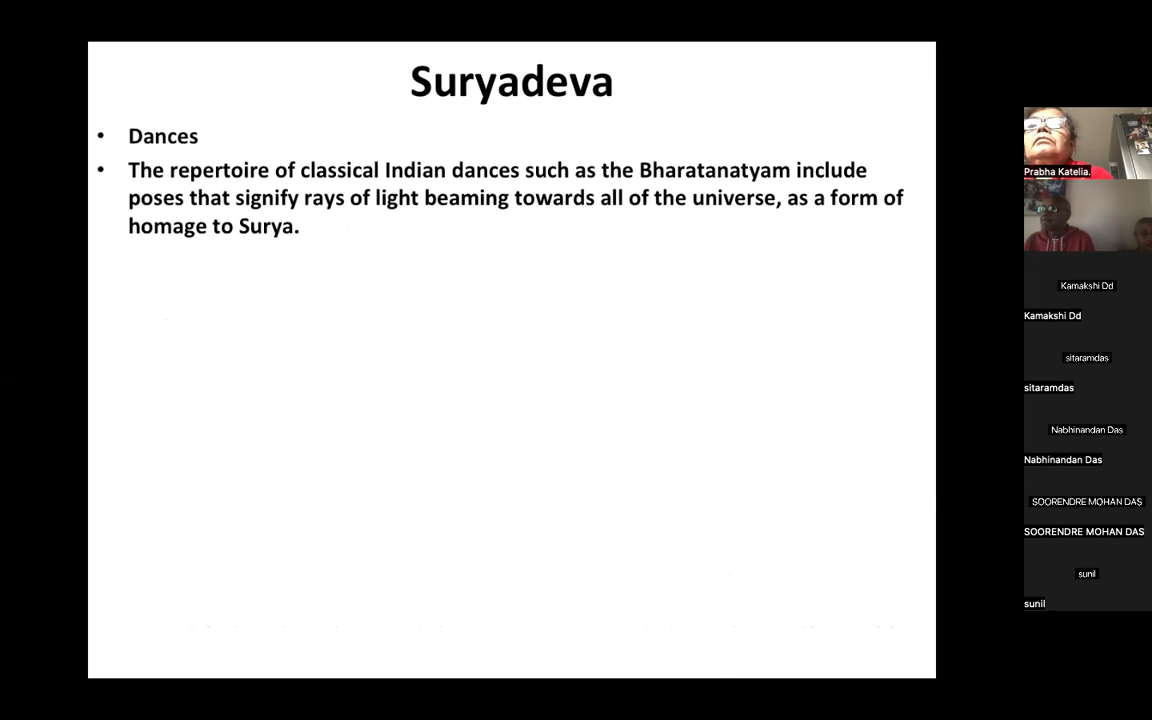 Suryadeva
• Dances
• The repertoire of classical Indian dances such as the Bharatanatyam include
poses that signify rays of light beaming towards all of the universe, as a form of
homage to Surya.
Prabha Katelia.
Kamakshi Dd
Kamakshi Dd
sitaramdas
sitaramdas
Nabhinandan Das
Nabhinandan Das
SOORENDRE MOHAN DAS
SOORENDRE MOHAN DAS
sunil
sunil